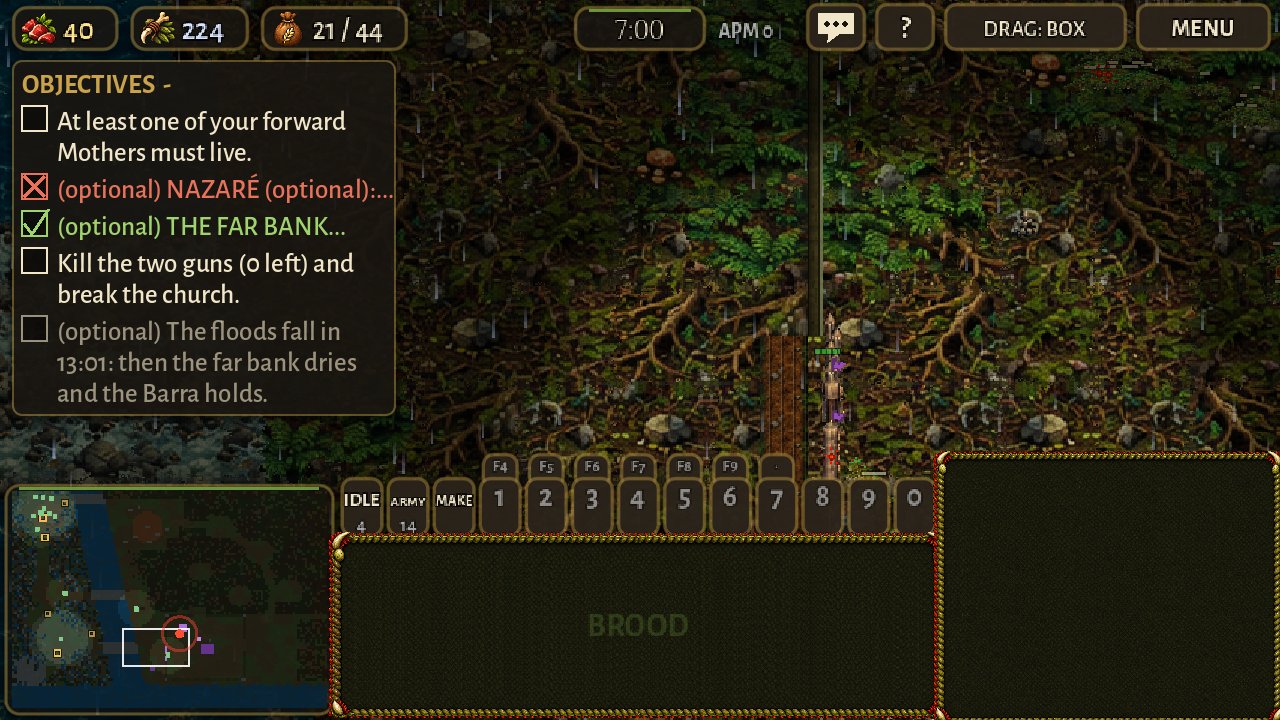 40
224
21 / 44
7:00
APM 0
?
DRAG: BOX
MENU
OBJECTIVES -
At least one of your forward
Mothers must live.
(optional) NAZARÉ (optional):...
(optional) THE FAR BANK...
Kill the two guns (0 left) and
break the church.
(optional) The floods fall in
13:01: then the far bank dries
and the Barra holds.
F4 F5 F6 F7 F8 F9
IDLE ARMY MAKE 1 2 3 4 5 6 7 8 9 0
4 14
BROOD